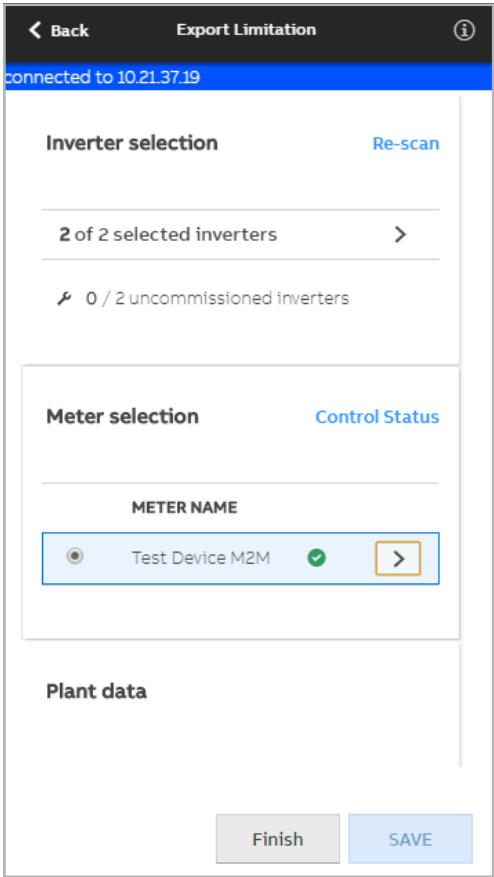 Back Export Limitation
connected to 10.21.37.19
Inverter selection Re-scan
2 of 2 selected inverters
0 / 2 uncommissioned inverters
Meter selection Control Status
METER NAME
Test Device M2M
Plant data
Finish SAVE